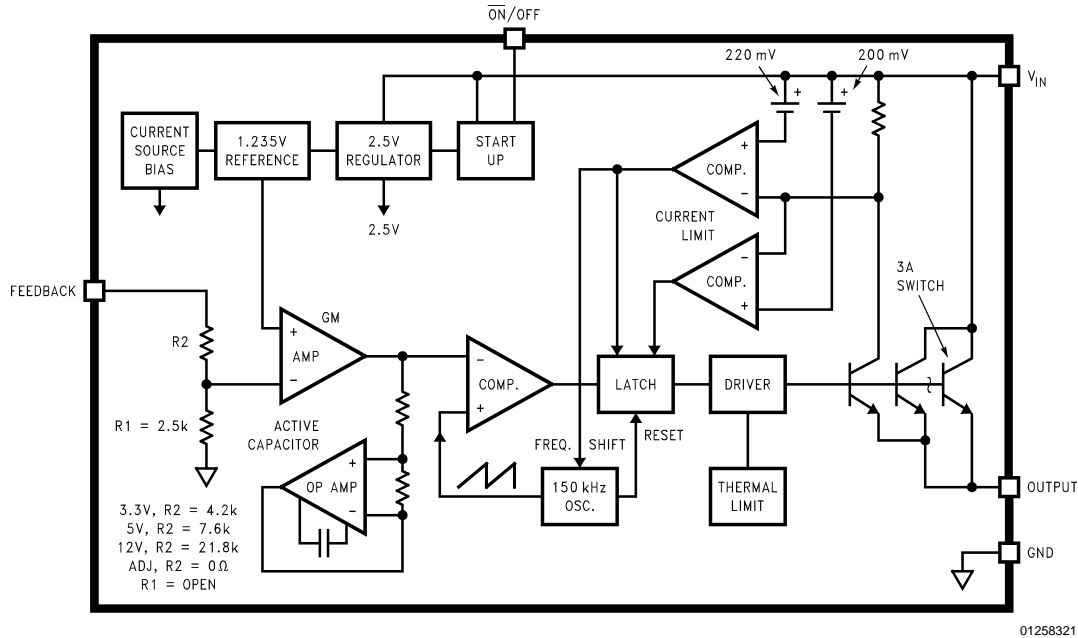 ON/OFF
220 mV
200 mV
+
+
VIN
CURRENT
SOURCE
BIAS
1.235V
REFERENCE
2.5V
REGULATOR
START
UP
2.5V
+
COMP.
-
CURRENT
LIMIT
-
COMP.
+
3A
SWITCH
FEEDBACK
R2
R1 = 2.5k
GM
+
AMP
-
-
COMP.
+
LATCH
DRIVER
ACTIVE
CAPACITOR
+
OP AMP
-
FREQ. SHIFT
RESET
150 kHz
OSC.
THERMAL
LIMIT
OUTPUT
GND
3.3V, R2 = 4.2k
5V, R2 = 7.6k
12V, R2 = 21.8k
ADJ, R2 = 0Ω
R1 = OPEN
01258321